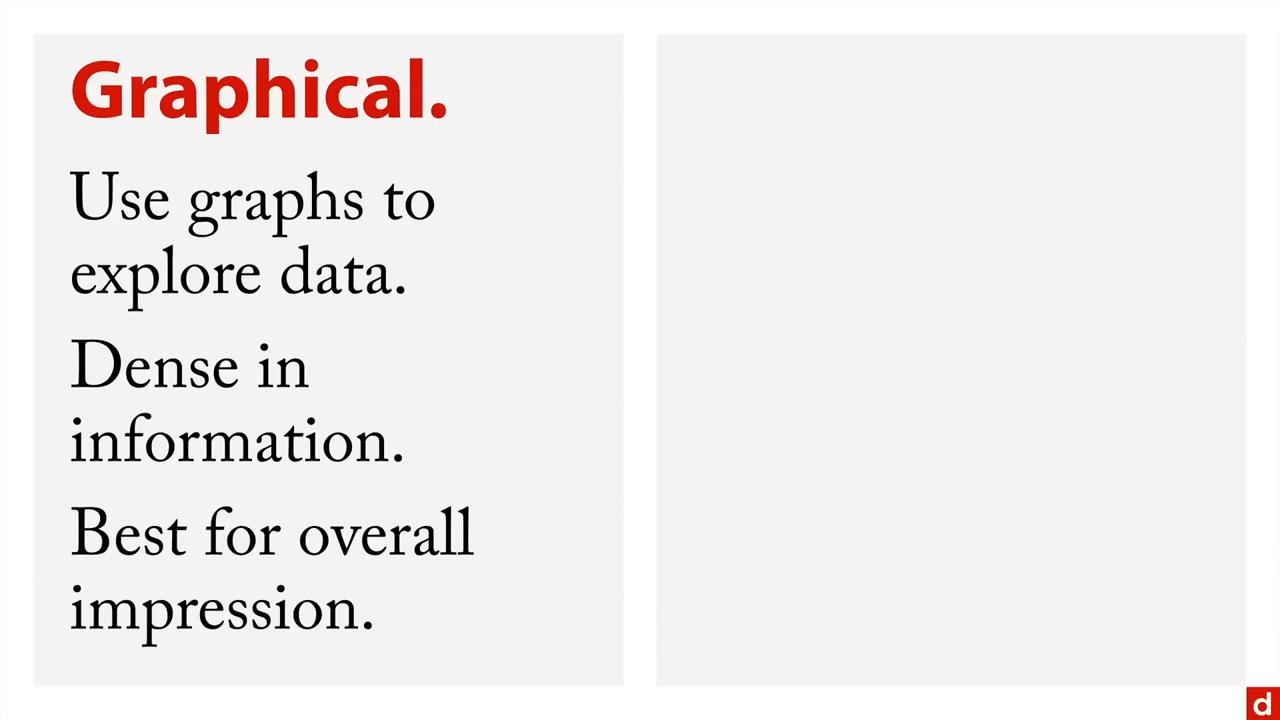 Graphical.
Use graphs to
explore data.
Dense in
information.
Best for overall
impression.
d